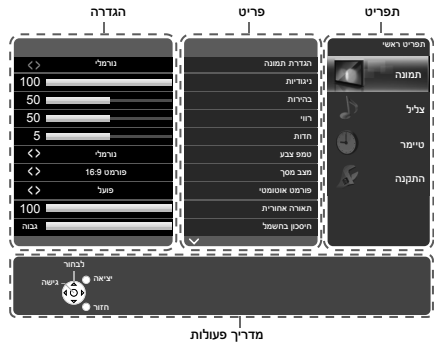 תפריט
פריט
הגדרה
תפריט ראשי
תמונה
צליל
טיימר
התקנה
הגדרת תמונה
נורמלי
ניגודיות
100
בהירות
50
רווי
50
חדות
5
טמפ צבע
נורמלי
מצב מסך
פורמט 16:9
פורמט אוטומטי
פועל
תאורה אחורית
100
חיסכון בחשמל
גבוה
לבחור
יציאה
גישה
חזור
מדריך פעולות